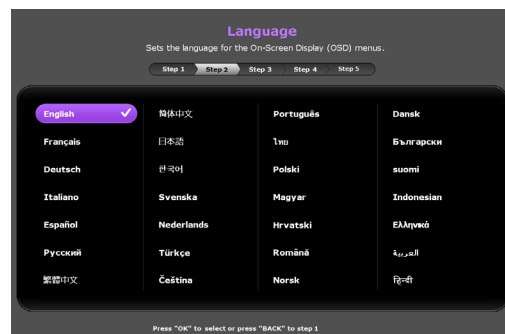 Language
Sets the language for the On-Screen Display (OSD) menus.
Step 1 Step 2 Step 3 Step 4 Step 5
English
Français
Deutsch
Italiano
Español
Русский
繁體中文
简体中文
日本語
한국어
Svenska
Nederlands
Türkçe
Čeština
Português
ไทย
Polski
Magyar
Hrvatski
Română
Norsk
Dansk
Български
suomi
Indonesian
Ελληνικά
العربية
हिन्दी
Press "OK" to select or press "BACK" to step 1